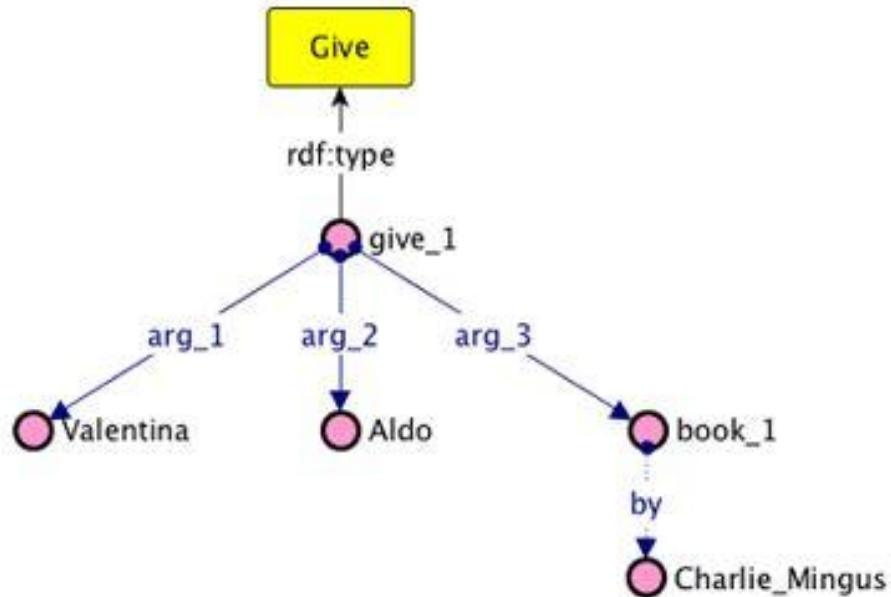 Give
rdf:type
give_1
arg_1 arg_2 arg_3
Valentina Aldo book_1
by
Charlie_Mingus